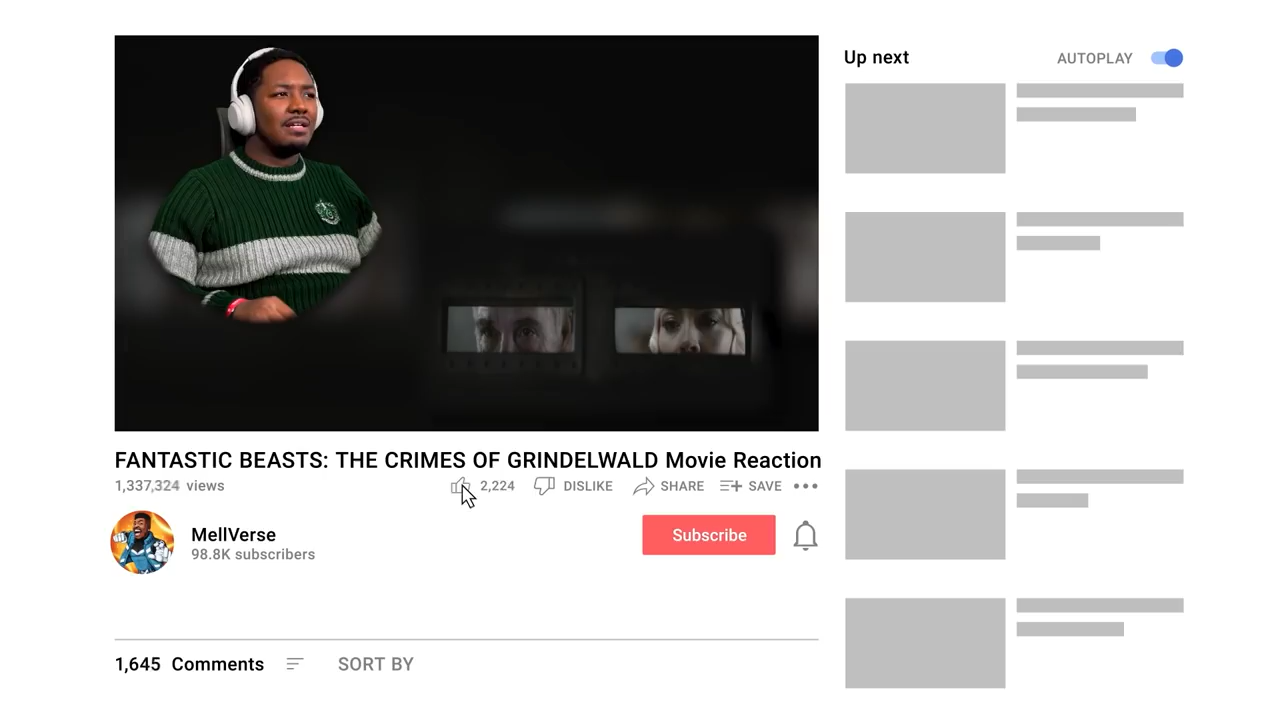 Up next
AUTOPLAY
FANTASTIC BEASTS: THE CRIMES OF GRINDELWALD Movie Reaction
1,337,324 views
2,224
DISLIKE
SHARE
SAVE
MellVerse
98.8K subscribers
Subscribe
1,645 Comments
SORT BY